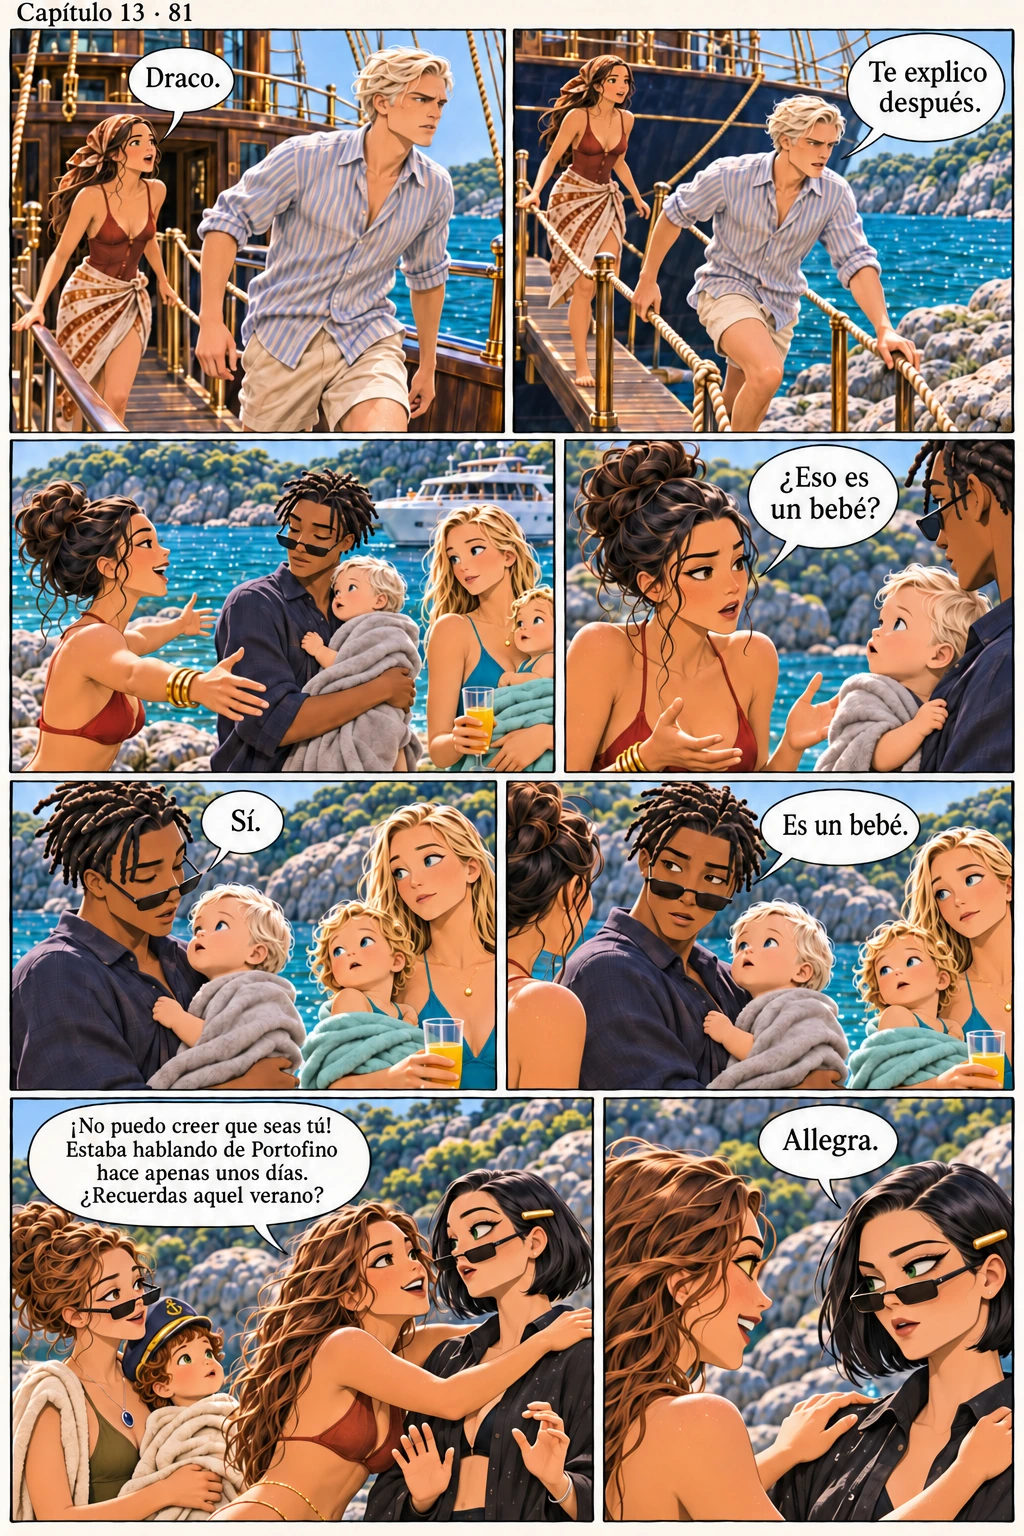 Capítulo 13 · 81
Draco.
Te explico
después.
¿Eso es
un bebé?
Sí.
Es un bebé.
¡No puedo creer que seas tú!
Estaba hablando de Portofino
hace apenas unos días.
¿Recuerdas aquel verano?
Allegra.